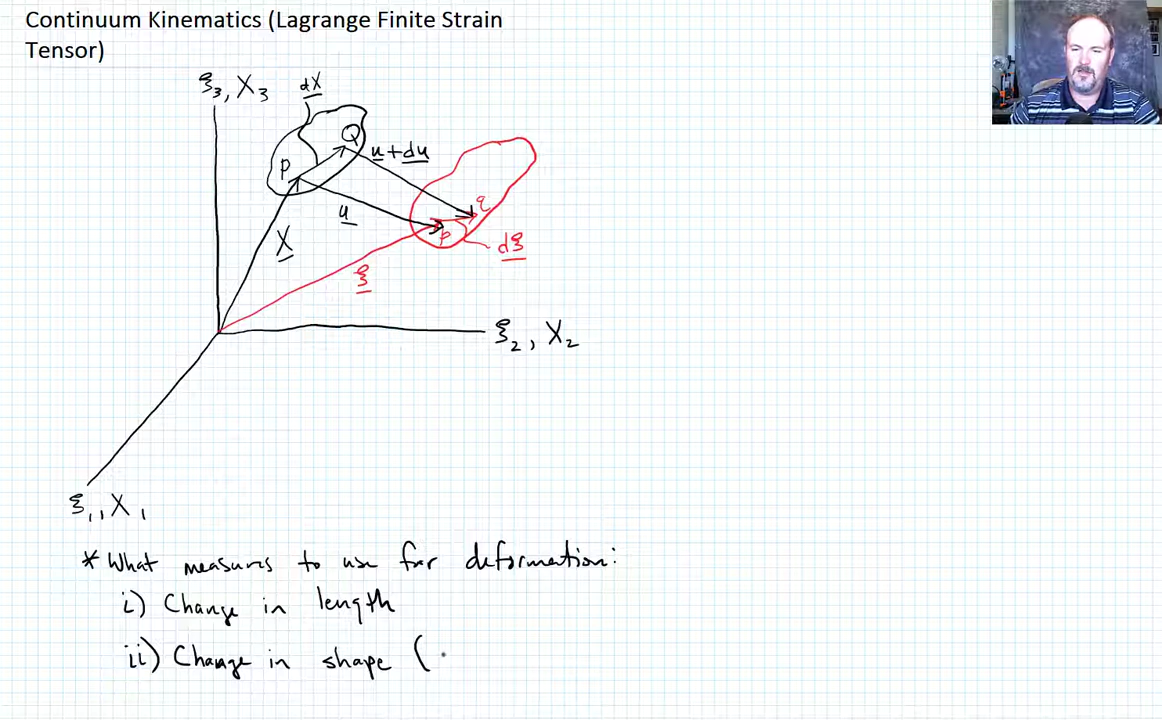 Continuum Kinematics (Lagrange Finite Strain
Tensor)
ξ₃, X₃
dX
Q
P
u+du
u
q
p
dξ
X
ξ
ξ₂, X₂
ξ₁, X₁
* What measures to use for deformation:
i) Change in length
ii) Change in shape (